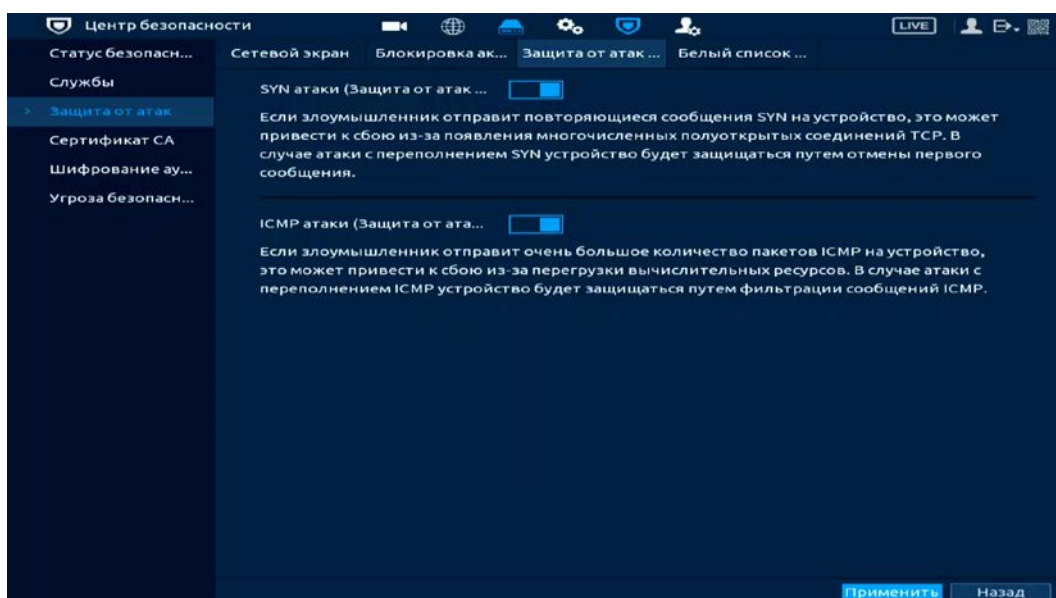 Центр безопасности
LIVE
Статус безопасн...
Службы
Защита от атак
Сертификат CA
Шифрование ау...
Угроза безопасн...
Сетевой экран
Блокировка ак...
Защита от атак ...
Белый список ...
SYN атаки (Защита от атак ...
Если злоумышленник отправит повторяющиеся сообщения SYN на устройство, это может
привести к сбою из-за появления многочисленных полуоткрытых соединений TCP. В
случае атаки с переполнением SYN устройство будет защищаться путем отмены первого
сообщения.
ICMP атаки (Защита от ата...
Если злоумышленник отправит очень большое количество пакетов ICMP на устройство,
это может привести к сбою из-за перегрузки вычислительных ресурсов. В случае атаки с
переполнением ICMP устройство будет защищаться путем фильтрации сообщений ICMP.
Применить
Назад